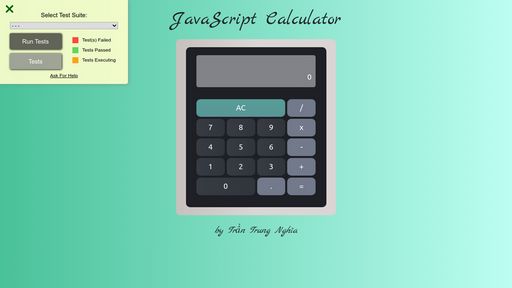 JavaScript Calculator
Select Test Suite:
---
Run Tests
Test(s) Failed
Tests Passed
Tests Executing
Tests
Ask For Help
0
AC /
7 8 9 x
4 5 6 -
1 2 3 +
0 . =
by Trần Trung Nghĩa